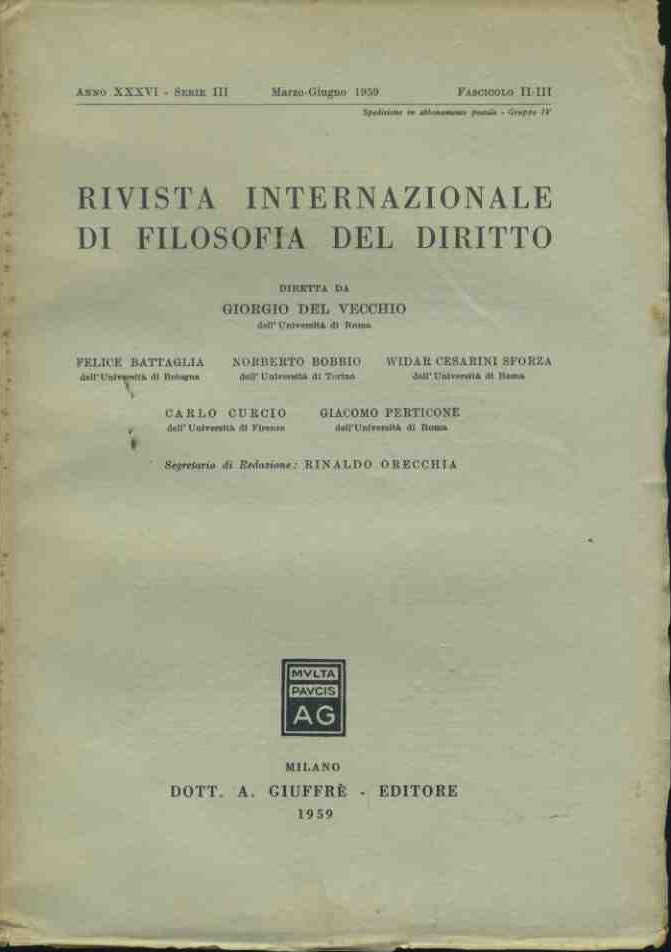 ANNO XXXVI - SERIE III Marzo-Giugno 1959 FASCICOLO II-III
Spedizione in abbonamento postale - Gruppo IV
RIVISTA INTERNAZIONALE
DI FILOSOFIA DEL DIRITTO
DIRETTA DA
GIORGIO DEL VECCHIO
dell'Università di Roma
FELICE BATTAGLIA NORBERTO BOBBIO WIDAR CESARINI SFORZA
dell'Università di Bologna dell'Università di Torino dell'Università di Roma
CARLO CURCIO GIACOMO PERTICONE
dell'Università di Firenze dell'Università di Roma
Segretario di Redazione: RINALDO ORECCHIA
MVLTA
PAVCIS
AG
MILANO
DOTT. A. GIUFFRÈ - EDITORE
1959